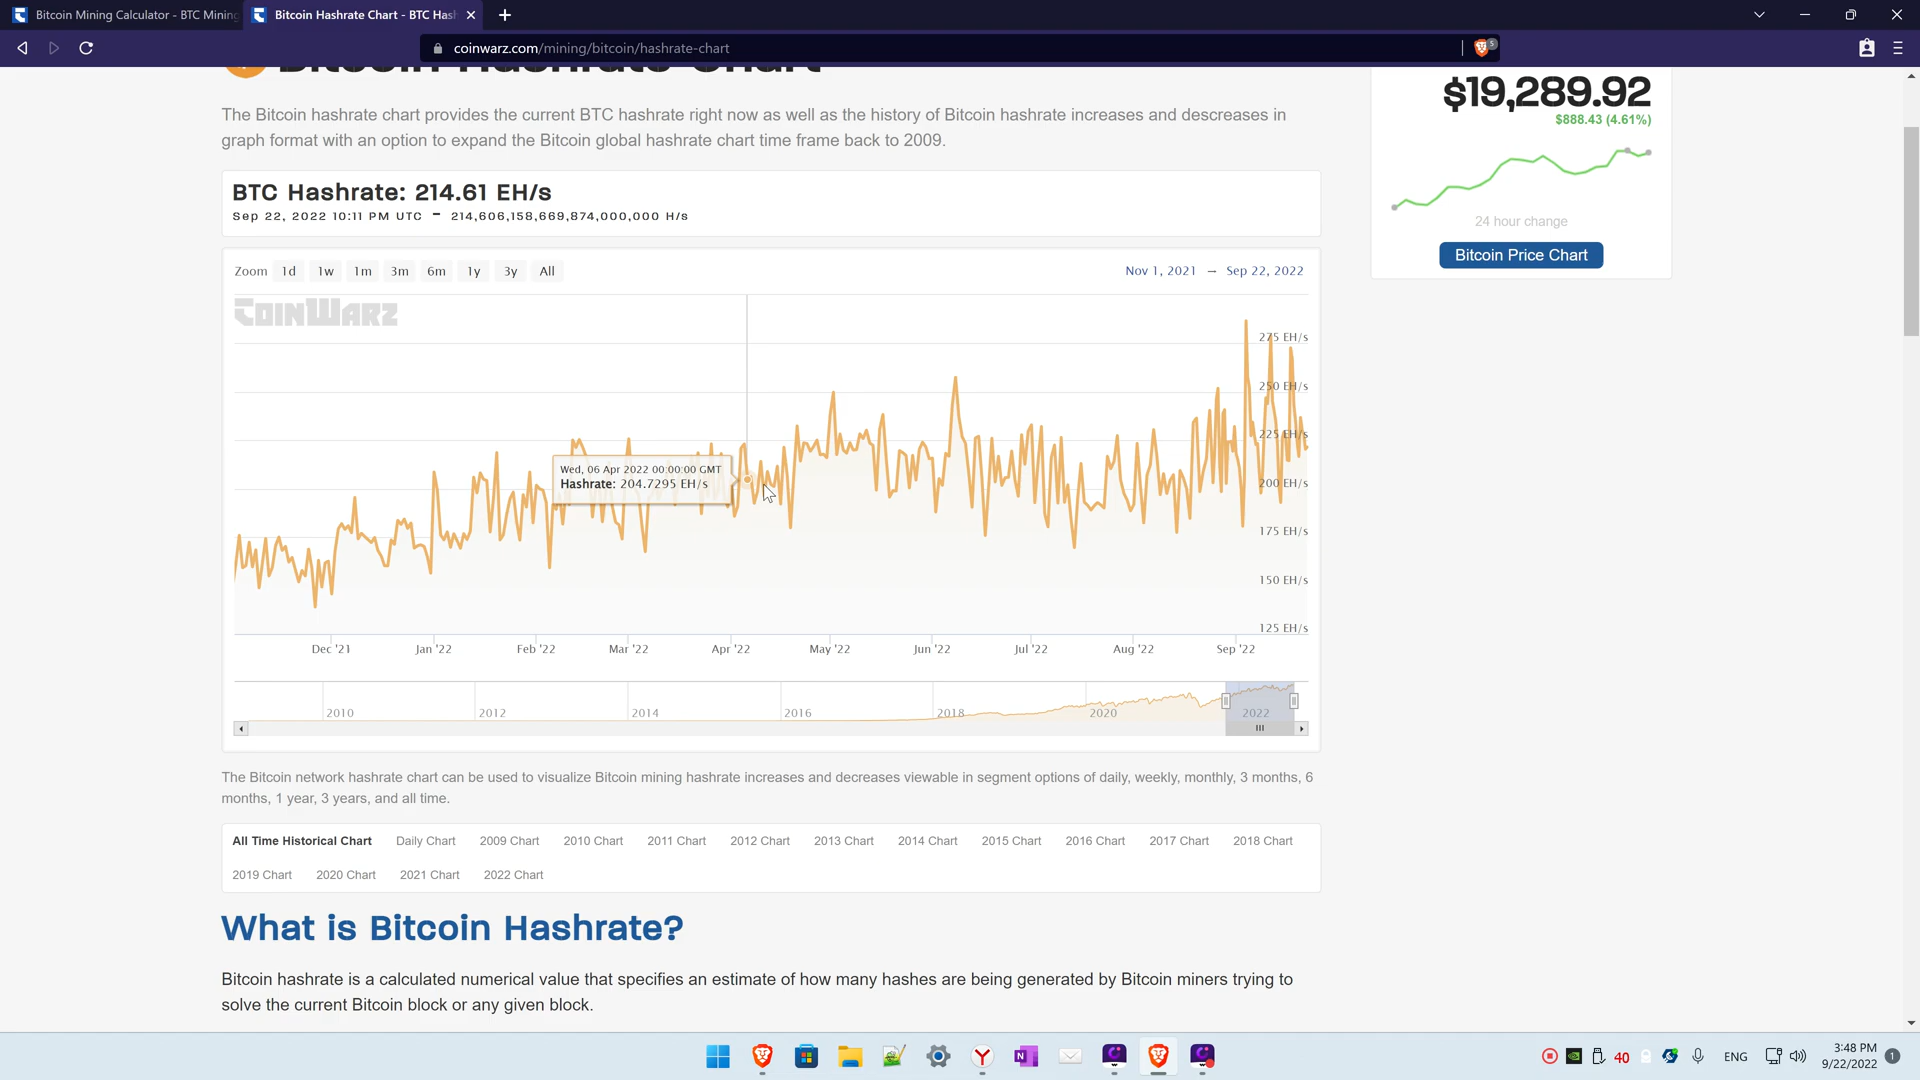 Bitcoin Mining Calculator - BTC Mining
Bitcoin Hashrate Chart - BTC Has
coinwarz.com/mining/bitcoin/hashrate-chart
5
Bitcoin Hashrate Chart
The Bitcoin hashrate chart provides the current BTC hashrate right now as well as the history of Bitcoin hashrate increases and descreases in
graph format with an option to expand the Bitcoin global hashrate chart time frame back to 2009.
$19,289.92
$888.43 (4.61%)
24 hour change
Bitcoin Price Chart
BTC Hashrate: 214.61 EH/s
Sep 22, 2022 10:11 PM UTC - 214,606,158,669,874,000,000 H/s
Zoom 1d 1w 1m 3m 6m 1y 3y All
Nov 1, 2021 → Sep 22, 2022
COINWARZ
275 EH/s
250 EH/s
225 EH/s
200 EH/s
175 EH/s
150 EH/s
125 EH/s
Wed, 06 Apr 2022 00:00:00 GMT
Hashrate: 204.7295 EH/s
Dec '21 Jan '22 Feb '22 Mar '22 Apr '22 May '22 Jun '22 Jul '22 Aug '22 Sep '22
2010 2012 2014 2016 2018 2020 2022
The Bitcoin network hashrate chart can be used to visualize Bitcoin mining hashrate increases and decreases viewable in segment options of daily, weekly, monthly, 3 months, 6
months, 1 year, 3 years, and all time.
All Time Historical Chart Daily Chart 2009 Chart 2010 Chart 2011 Chart 2012 Chart 2013 Chart 2014 Chart 2015 Chart 2016 Chart 2017 Chart 2018 Chart
2019 Chart 2020 Chart 2021 Chart 2022 Chart
What is Bitcoin Hashrate?
Bitcoin hashrate is a calculated numerical value that specifies an estimate of how many hashes are being generated by Bitcoin miners trying to
solve the current Bitcoin block or any given block.
40
ENG
3:48 PM
9/22/2022
1